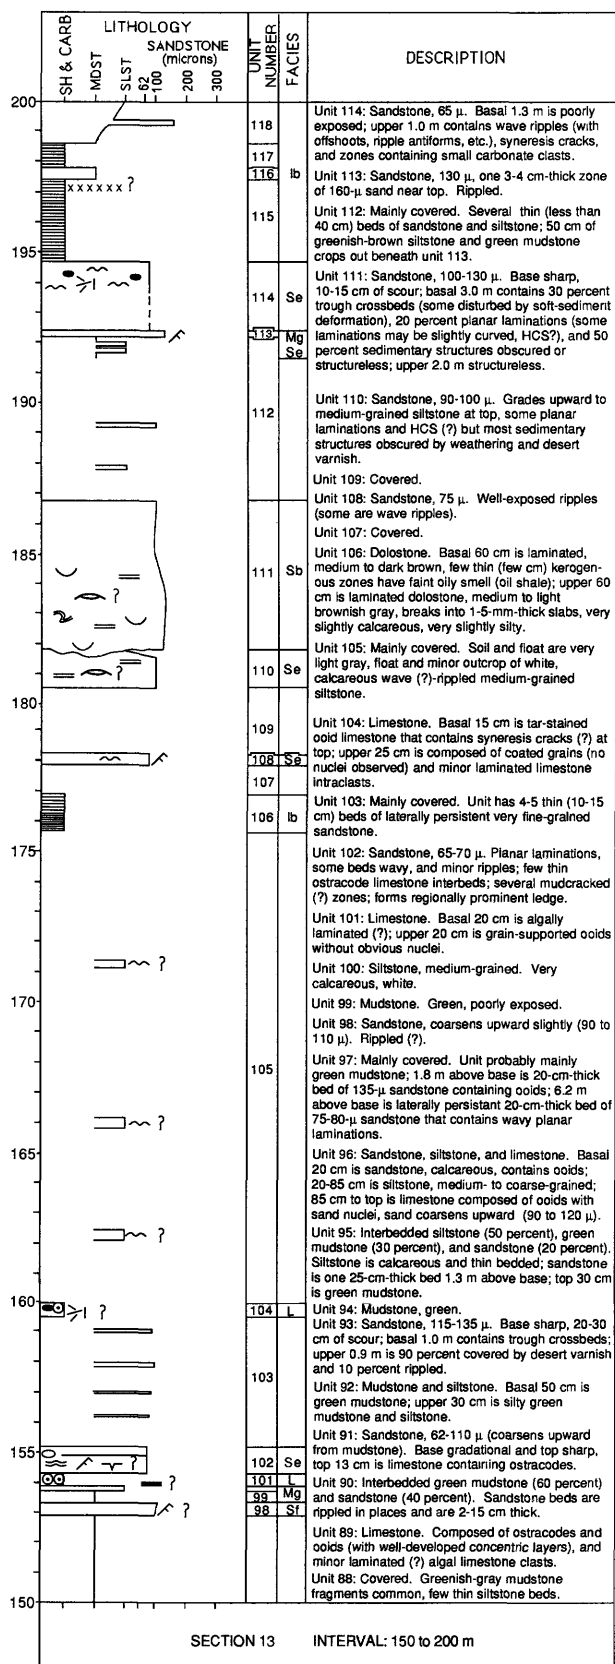 LITHOLOGY
SH & CARB
MDST
SLST
SANDSTONE
(microns)
62
100
200
300
UNIT
NUMBER
FACIES
DESCRIPTION
200
195
190
185
180
175
170
165
160
155
150
118
117
116
115
Ib
x x x x x x ?
114 Se
113 Mg
Se
112
111 Sb
?
110 Se
?
109
108 Se
107
106 Ib
105
?
?
?
104 L
?
103
102 Se
?
101 L
99 Mg
98 Sf
?
Unit 114: Sandstone, 65 μ. Basal 1.3 m is poorly
exposed; upper 1.0 m contains wave ripples (with
offshoots, ripple antiforms, etc.), syneresis cracks,
and zones containing small carbonate clasts.
Unit 113: Sandstone, 130 μ, one 3-4 cm-thick zone
of 160-μ sand near top. Rippled.
Unit 112: Mainly covered. Several thin (less than
40 cm) beds of sandstone and siltstone; 50 cm of
greenish-brown siltstone and green mudstone
crops out beneath unit 113.
Unit 111: Sandstone, 100-130 μ. Base sharp,
10-15 cm of scour; basal 3.0 m contains 30 percent
trough crossbeds (some disturbed by soft-sediment
deformation), 20 percent planar laminations (some
laminations may be slightly curved, HCS?), and 50
percent sedimentary structures obscured or
structureless; upper 2.0 m structureless.
Unit 110: Sandstone, 90-100 μ. Grades upward to
medium-grained siltstone at top, some planar
laminations and HCS (?) but most sedimentary
structures obscured by weathering and desert
varnish.
Unit 109: Covered.
Unit 108: Sandstone, 75 μ. Well-exposed ripples
(some are wave ripples).
Unit 107: Covered.
Unit 106: Dolostone. Basal 60 cm is laminated,
medium to dark brown, few thin (few cm) kerogen-
ous zones have faint oily smell (oil shale); upper 60
cm is laminated dolostone, medium to light
brownish gray, breaks into 1-5-mm-thick slabs, very
slightly calcareous, very slightly silty.
Unit 105: Mainly covered. Soil and float are very
light gray, float and minor outcrop of white,
calcareous wave (?)-rippled medium-grained
siltstone.
Unit 104: Limestone. Basal 15 cm is tar-stained
ooid limestone that contains syneresis cracks (?) at
top; upper 25 cm is composed of coated grains (no
nuclei observed) and minor laminated limestone
intraclasts.
Unit 103: Mainly covered. Unit has 4-5 thin (10-15
cm) beds of laterally persistent very fine-grained
sandstone.
Unit 102: Sandstone, 65-70 μ. Planar laminations,
some beds wavy, and minor ripples; few thin
ostracode limestone interbeds; several mudcracked
(?) zones; forms regionally prominent ledge.
Unit 101: Limestone. Basal 20 cm is algally
laminated (?); upper 20 cm is grain-supported ooids
without obvious nuclei.
Unit 100: Siltstone, medium-grained. Very
calcareous, white.
Unit 99: Mudstone. Green, poorly exposed.
Unit 98: Sandstone, coarsens upward slightly (90 to
110 μ). Rippled (?).
Unit 97: Mainly covered. Unit probably mainly
green mudstone; 1.8 m above base is 20-cm-thick
bed of 135-μ sandstone containing ooids; 6.2 m
above base is laterally persistant 20-cm-thick bed of
75-80-μ sandstone that contains wavy planar
laminations.
Unit 96: Sandstone, siltstone, and limestone. Basal
20 cm is sandstone, calcareous, contains ooids;
20-85 cm is siltstone, medium- to coarse-grained;
85 cm to top is limestone composed of ooids with
sand nuclei, sand coarsens upward (90 to 120 μ).
Unit 95: Interbedded siltstone (50 percent), green
mudstone (30 percent), and sandstone (20 percent).
Siltstone is calcareous and thin bedded; sandstone
is one 25-cm-thick bed 1.3 m above base; top 30 cm
is green mudstone.
Unit 94: Mudstone, green.
Unit 93: Sandstone, 115-135 μ. Base sharp, 20-30
cm of scour; basal 1.0 m contains trough crossbeds;
upper 0.9 m is 90 percent covered by desert varnish
and 10 percent rippled.
Unit 92: Mudstone and siltstone. Basal 50 cm is
green mudstone; upper 30 cm is silty green
mudstone and siltstone.
Unit 91: Sandstone, 62-110 μ (coarsens upward
from mudstone). Base gradational and top sharp,
top 13 cm is limestone containing ostracodes.
Unit 90: Interbedded green mudstone (60 percent)
and sandstone (40 percent). Sandstone beds are
rippled in places and are 2-15 cm thick.
Unit 89: Limestone. Composed of ostracodes and
ooids (with well-developed concentric layers), and
minor laminated (?) algal limestone clasts.
Unit 88: Covered. Greenish-gray mudstone
fragments common, few thin siltstone beds.
SECTION 13 INTERVAL: 150 to 200 m